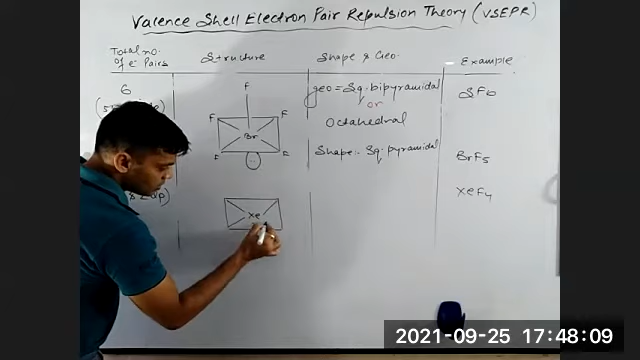 Valence Shell Electron Pair Repulsion Theory (VSEPR)
Total no. of e⁻ Pairs
Structure
Shape & Geo.
Example
6
F
F F
Br
F F
geo = Sq. bipyramidal
or
Octahedral
Shape:- Sq. pyramidal
SF6
BrF5
Xe
XeF4
2021-09-25 17:48:09